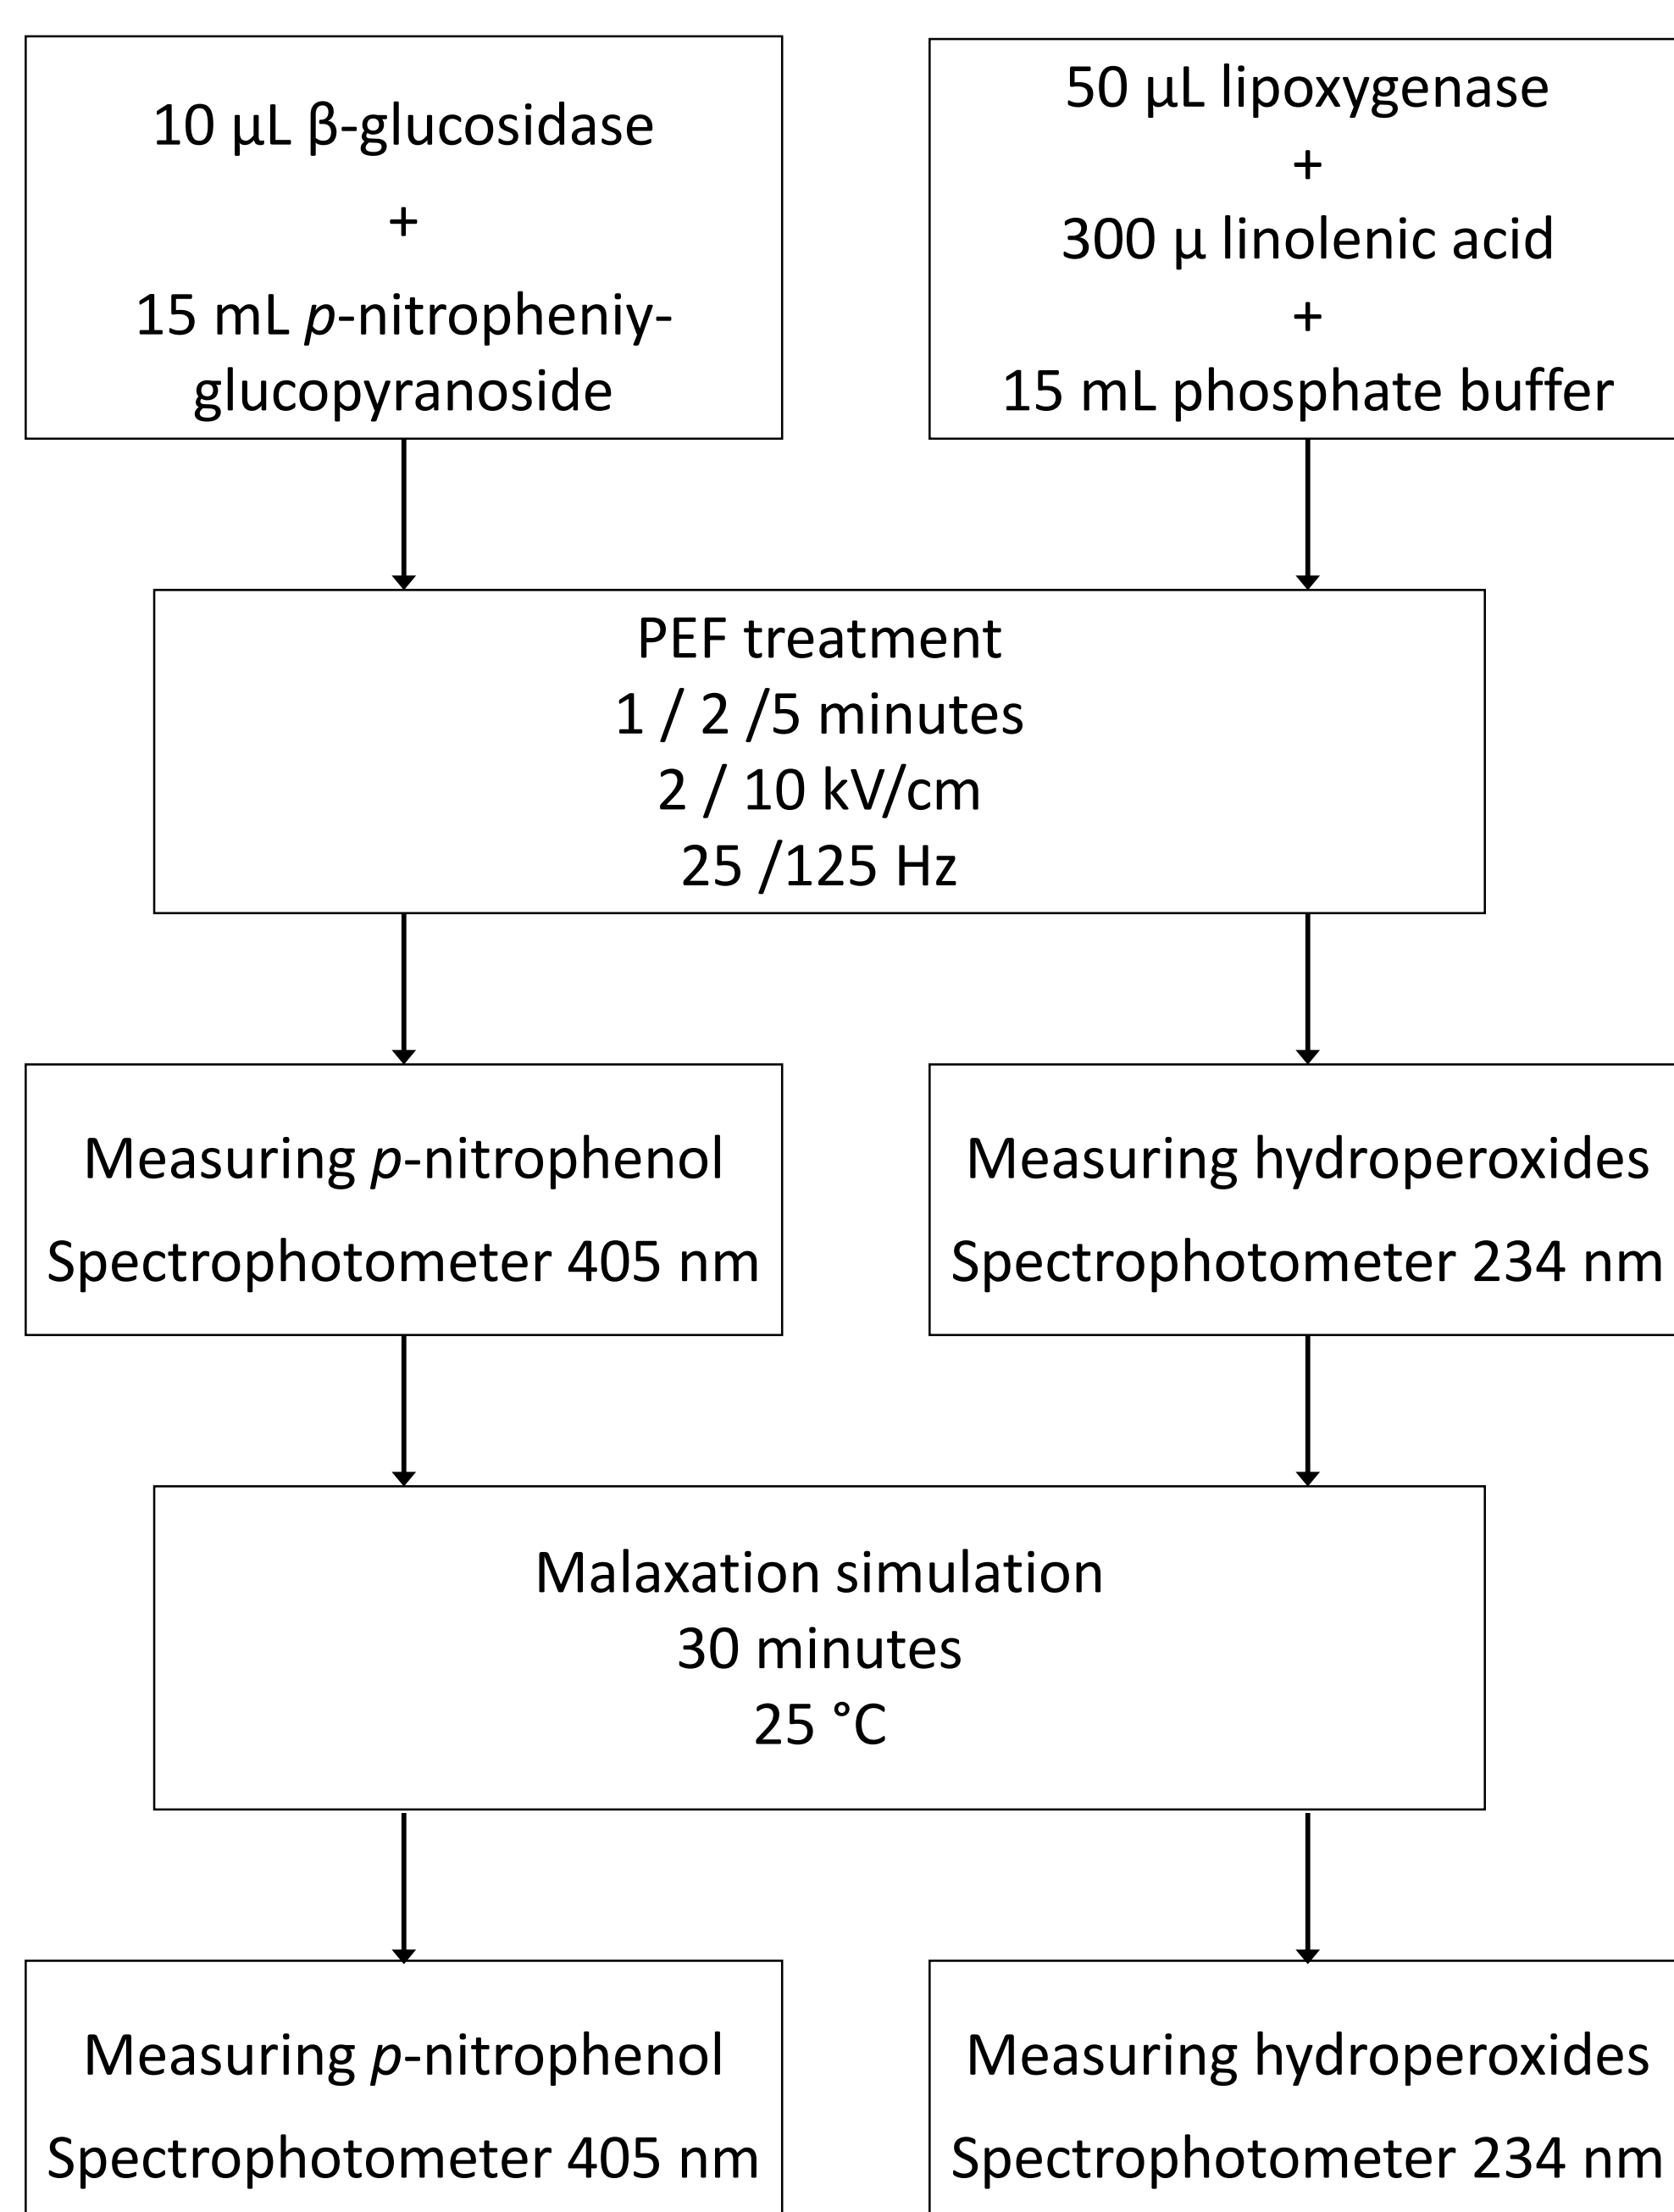 10 µL β-glucosidase
+
15 mL p-nitropheniy-
glucopyranoside
50 µL lipoxygenase
+
300 µ linolenic acid
+
15 mL phosphate buffer
PEF treatment
1 / 2 /5 minutes
2 / 10 kV/cm
25 /125 Hz
Measuring p-nitrophenol
Spectrophotometer 405 nm
Measuring hydroperoxides
Spectrophotometer 234 nm
Malaxation simulation
30 minutes
25 °C
Measuring p-nitrophenol
Spectrophotometer 405 nm
Measuring hydroperoxides
Spectrophotometer 234 nm